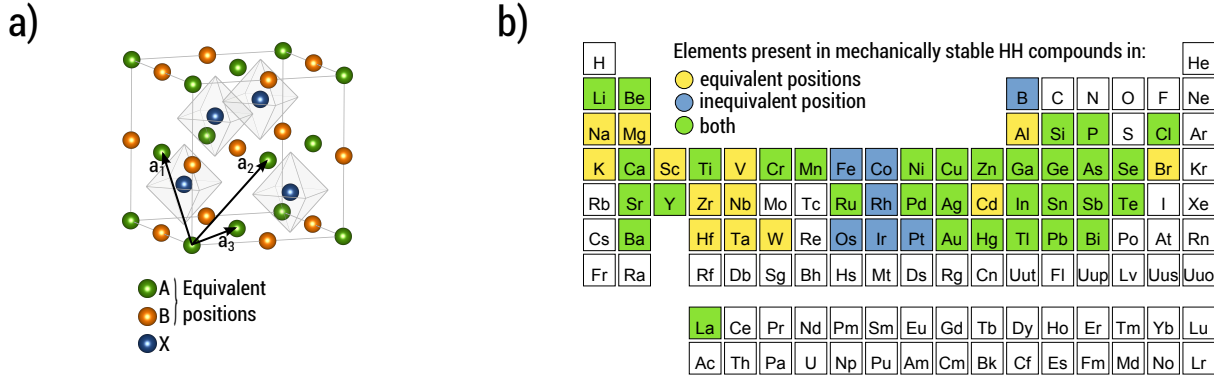 a)
a1
a2
a3
A
B
Equivalent
positions
X
b)
Elements present in mechanically stable HH compounds in:
equivalent positions
inequivalent position
both
H He
Li Be B C N O F Ne
Na Mg Al Si P S Cl Ar
K Ca Sc Ti V Cr Mn Fe Co Ni Cu Zn Ga Ge As Se Br Kr
Rb Sr Y Zr Nb Mo Tc Ru Rh Pd Ag Cd In Sn Sb Te I Xe
Cs Ba Hf Ta W Re Os Ir Pt Au Hg Tl Pb Bi Po At Rn
Fr Ra Rf Db Sg Bh Hs Mt Ds Rg Cn Uut Fl Uup Lv Uus Uuo
La Ce Pr Nd Pm Sm Eu Gd Tb Dy Ho Er Tm Yb Lu
Ac Th Pa U Np Pu Am Cm Bk Cf Es Fm Md No Lr